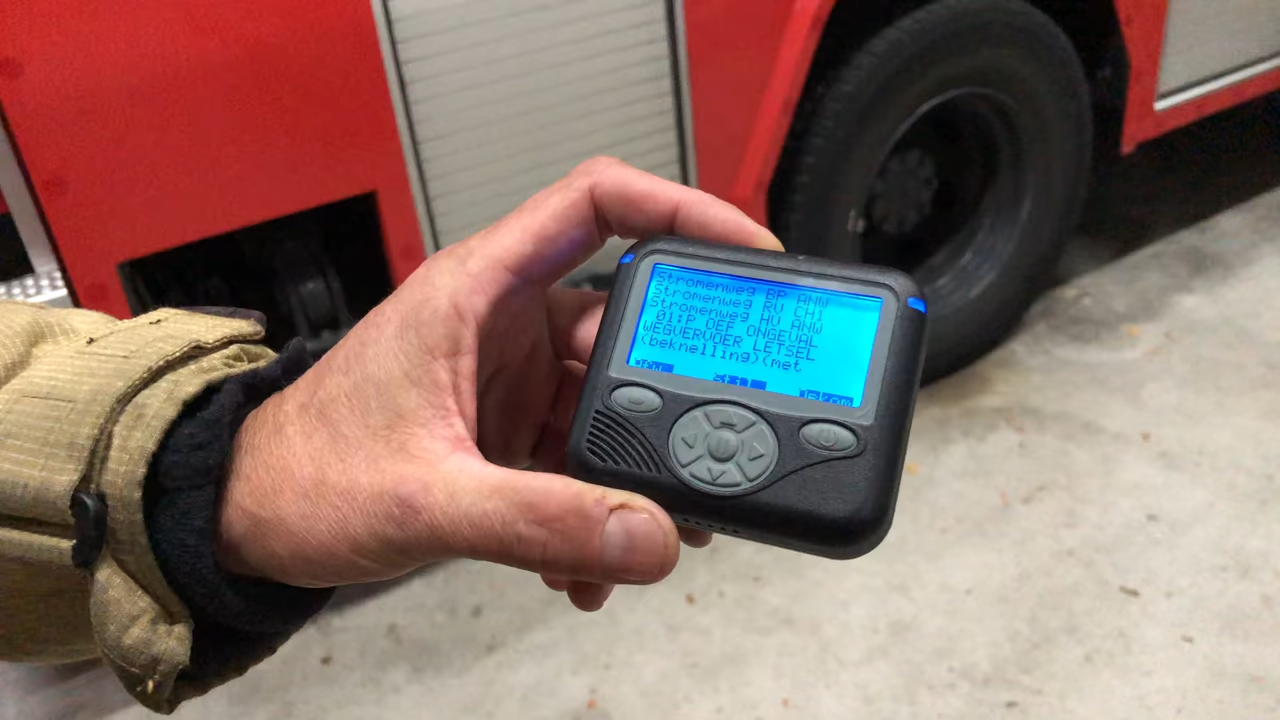 Stromenweg BP ANW
Stromenweg RV CH1
Stromenweg HV ANW
01:P OEF ONGEVAL
WEGVERVOER LETSEL
(beknelling)(met